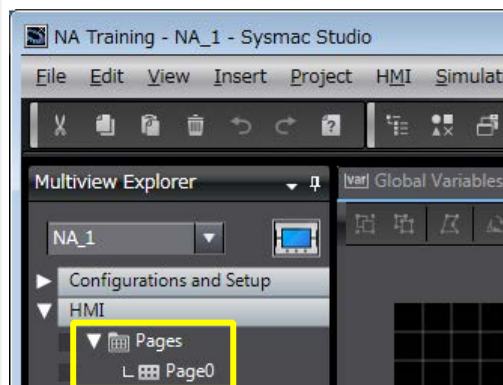 NA Training - NA_1 - Sysmac Studio
File Edit View Insert Project HMI
Multiview Explorer
[var] Global Variables
NA_1
Configurations and Setup
HMI
Pages
Page0